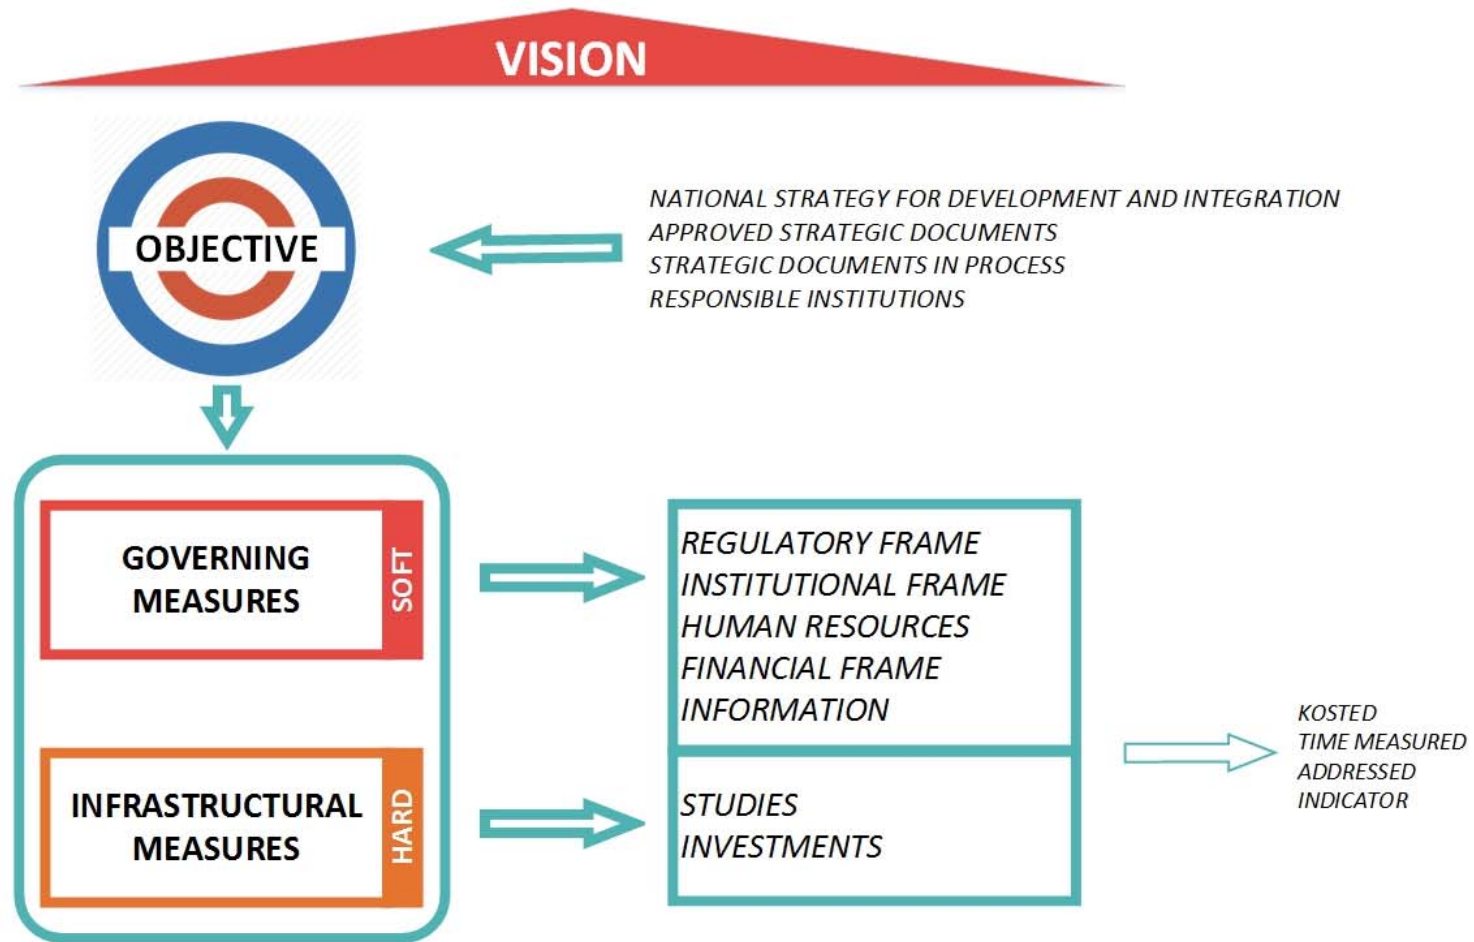 VISION
OBJECTIVE
NATIONAL STRATEGY FOR DEVELOPMENT AND INTEGRATION
APPROVED STRATEGIC DOCUMENTS
STRATEGIC DOCUMENTS IN PROCESS
RESPONSIBLE INSTITUTIONS
GOVERNING
MEASURES
SOFT
REGULATORY FRAME
INSTITUTIONAL FRAME
HUMAN RESOURCES
FINANCIAL FRAME
INFORMATION
INFRASTRUCTURAL
MEASURES
HARD
STUDIES
INVESTMENTS
KOSTED
TIME MEASURED
ADDRESSED
INDICATOR